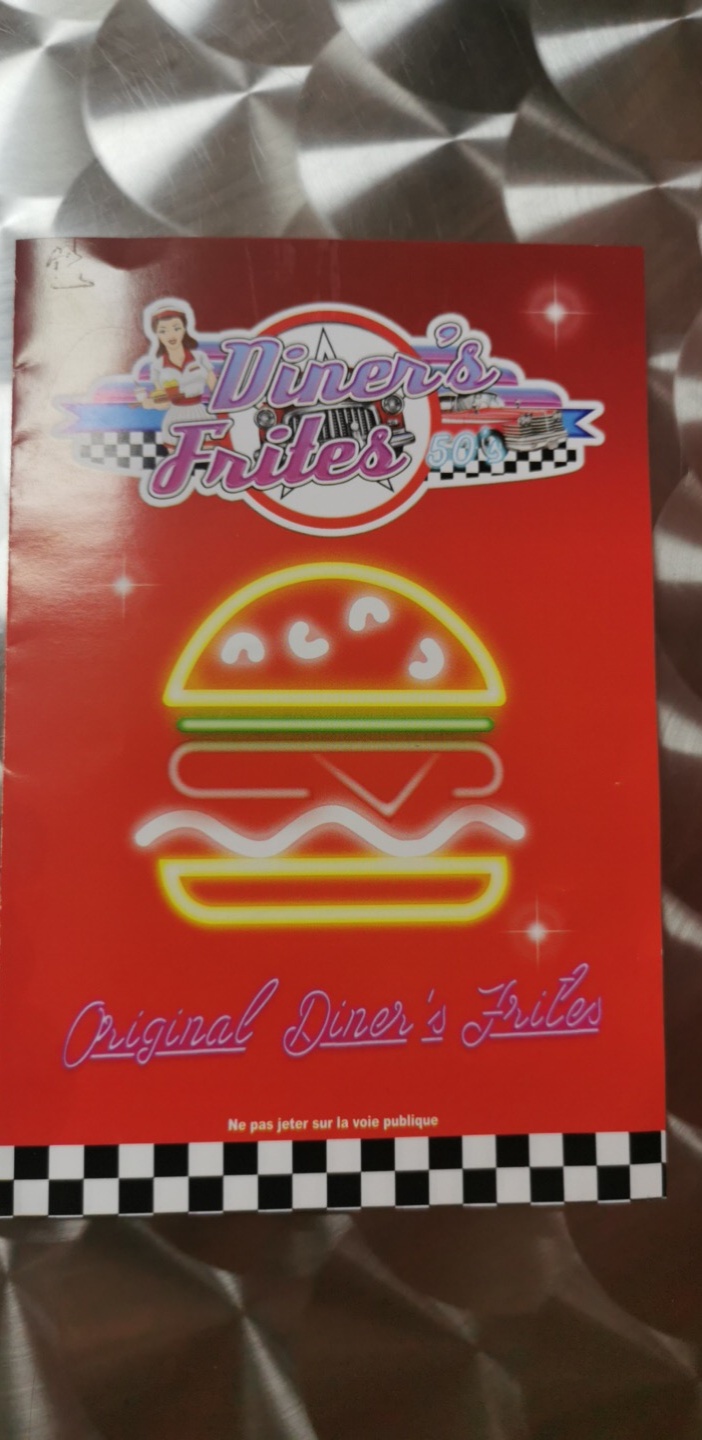 Diner's
Frites
50's
Original Diner's Frites
Ne pas jeter sur la voie publique